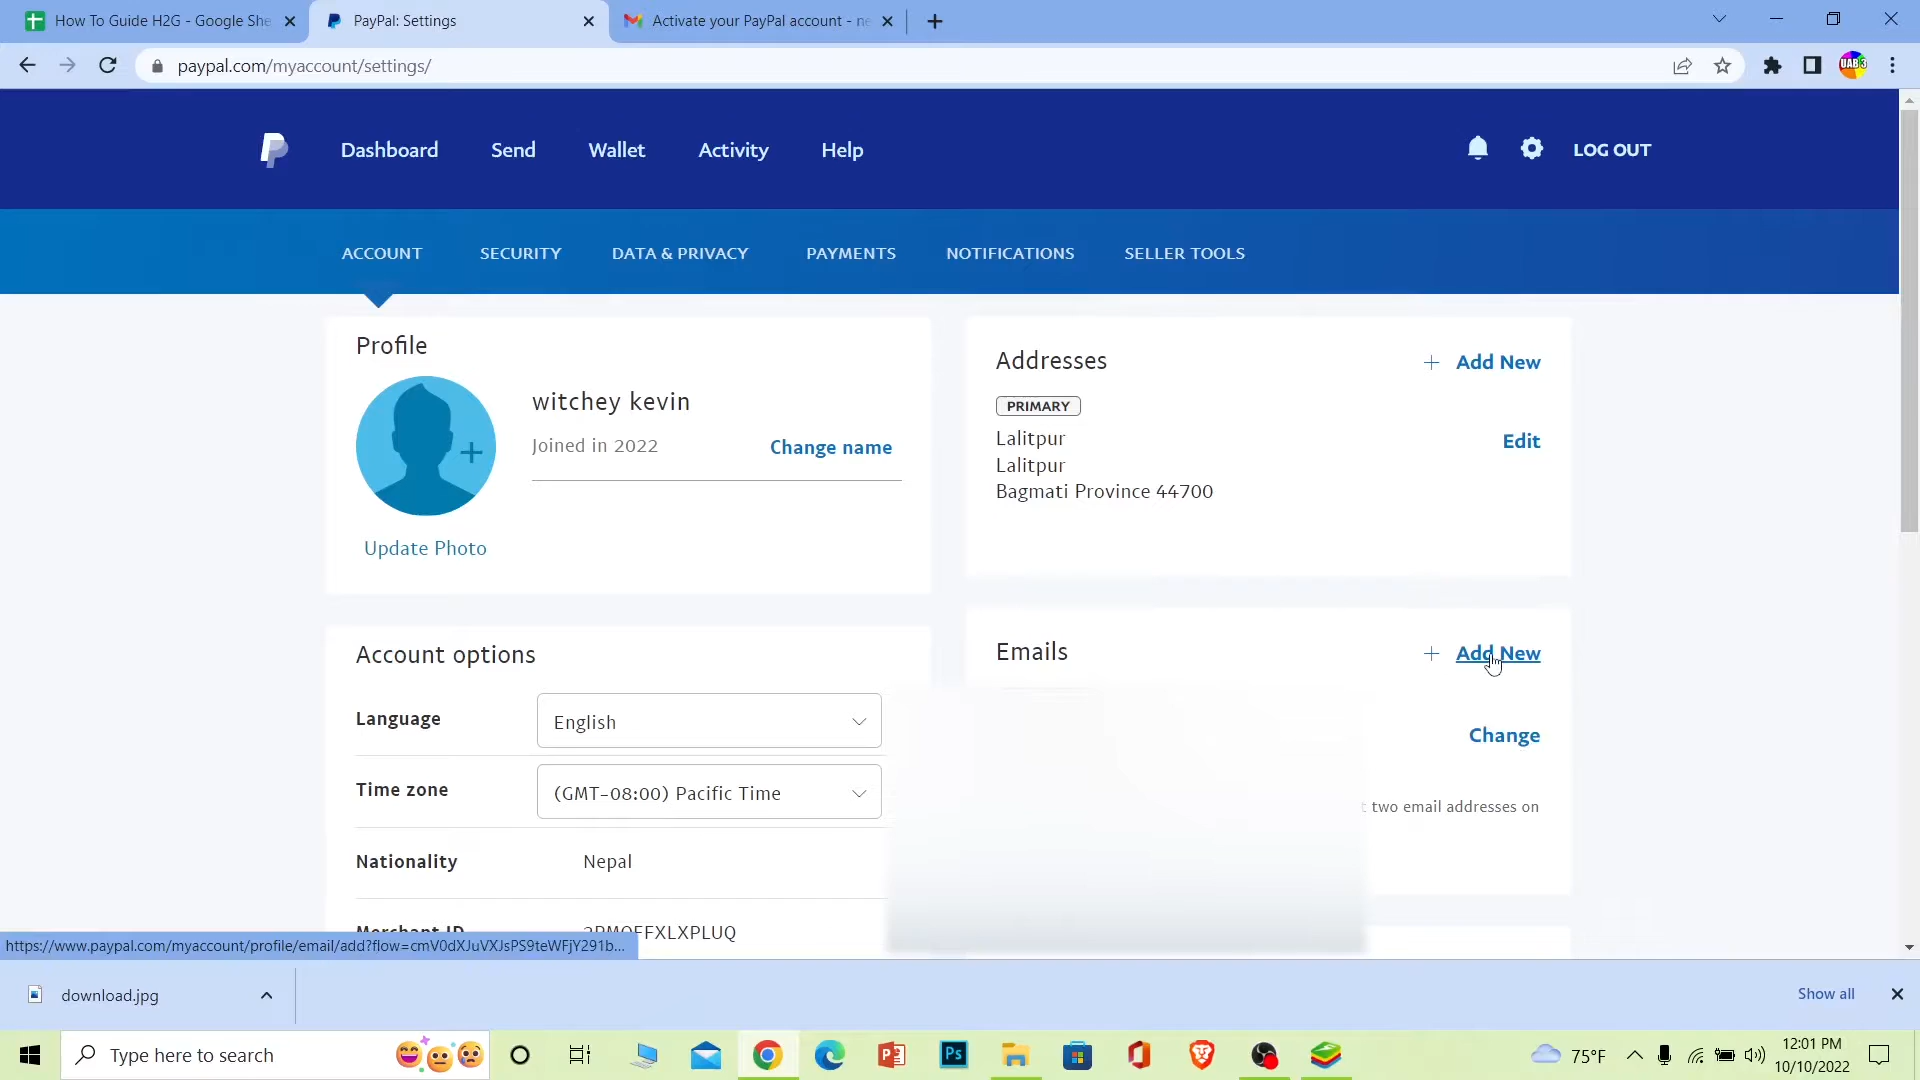 How To Guide H2G - Google She
PayPal: Settings
Activate your PayPal account - ne
paypal.com/myaccount/settings/
UAB 3
Dashboard
Send
Wallet
Activity
Help
LOG OUT
ACCOUNT
SECURITY
DATA & PRIVACY
PAYMENTS
NOTIFICATIONS
SELLER TOOLS
Profile
witchey kevin
Joined in 2022
Change name
Update Photo
Addresses
Add New
PRIMARY
Lalitpur
Edit
Lalitpur
Bagmati Province 44700
Account options
Language
English
Time zone
(GMT-08:00) Pacific Time
Nationality
Nepal
Merchant ID
Emails
Add New
Change
two email addresses on
https://www.paypal.com/myaccount/profile/email/add?flow=cmV0dXJuVXJsPS9teWFjY291b...
download.jpg
Show all
Type here to search
75°F
12:01 PM
10/10/2022